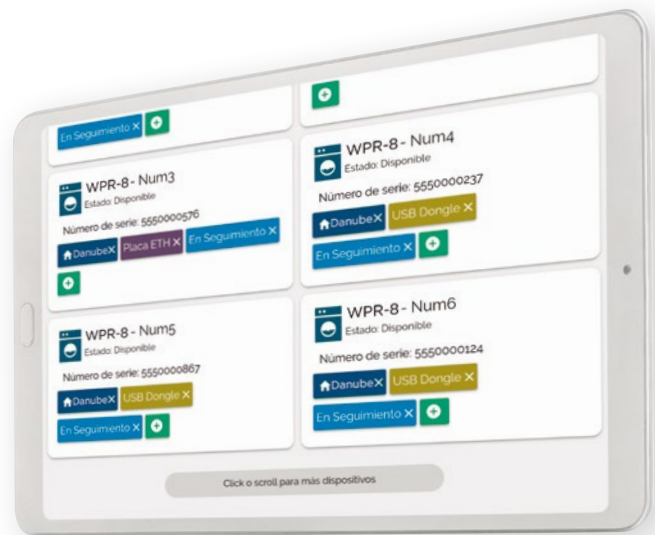 En Seguimiento ×
WPR-8 - Num3
Estado: Disponible
Número de serie: 5550000576
Danube X Placa ETH × En Seguimiento ×
WPR-8 - Num4
Estado: Disponible
Número de serie: 5550000237
Danube X USB Dongle ×
En Seguimiento ×
WPR-8 - Num5
Estado: Disponible
Número de serie: 5550000867
Danube X USB Dongle ×
En Seguimiento ×
WPR-8 - Num6
Estado: Disponible
Número de serie: 5550000124
Danube X USB Dongle ×
En Seguimiento ×
Click o scroll para más dispositivos